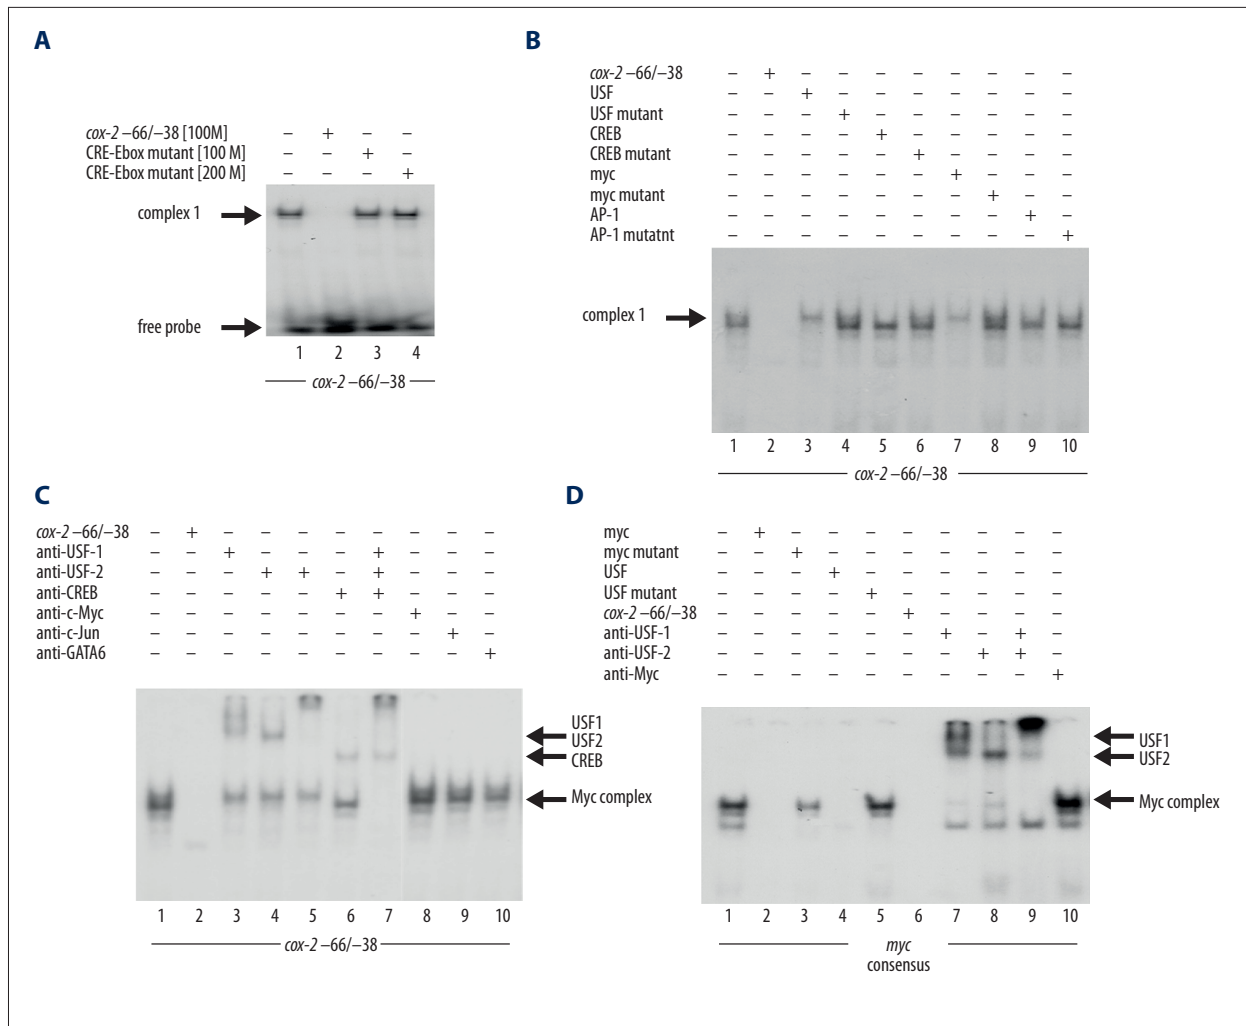 A
cox-2 –66/–38 [100M] – + – –
CRE-Ebox mutant [100 M] – – + –
CRE-Ebox mutant [200 M] – – – +
complex 1
free probe
1 2 3 4
cox-2 –66/–38
B
cox-2 –66/–38 – + – – – – – – – –
USF – – + – – – – – – –
USF mutant – – – + – – – – – –
CREB – – – – + – – – – –
CREB mutant – – – – – + – – – –
myc – – – – – – + – – –
myc mutant – – – – – – – + – –
AP-1 – – – – – – – – + –
AP-1 mutatnt – – – – – – – – – +
complex 1
1 2 3 4 5 6 7 8 9 10
cox-2 –66/–38
C
cox-2 –66/–38 – + – – – – – – – –
anti-USF-1 – – + – – – + – – –
anti-USF-2 – – – + + – + – – –
anti-CREB – – – – – + + – – –
anti-c-Myc – – – – – – – + – –
anti-c-Jun – – – – – – – – + –
anti-GATA6 – – – – – – – – – +
USF1
USF2
CREB
Myc complex
1 2 3 4 5 6 7 8 9 10
cox-2 –66/–38
D
myc – + – – – – – – – –
myc mutant – – + – – – – – – –
USF – – – + – – – – – –
USF mutant – – – – + – – – – –
cox-2 –66/–38 – – – – – + – – – –
anti-USF-1 – – – – – – + – + –
anti-USF-2 – – – – – – – + + –
anti-Myc – – – – – – – – – +
USF1
USF2
Myc complex
1 2 3 4 5 6 7 8 9 10
myc
consensus